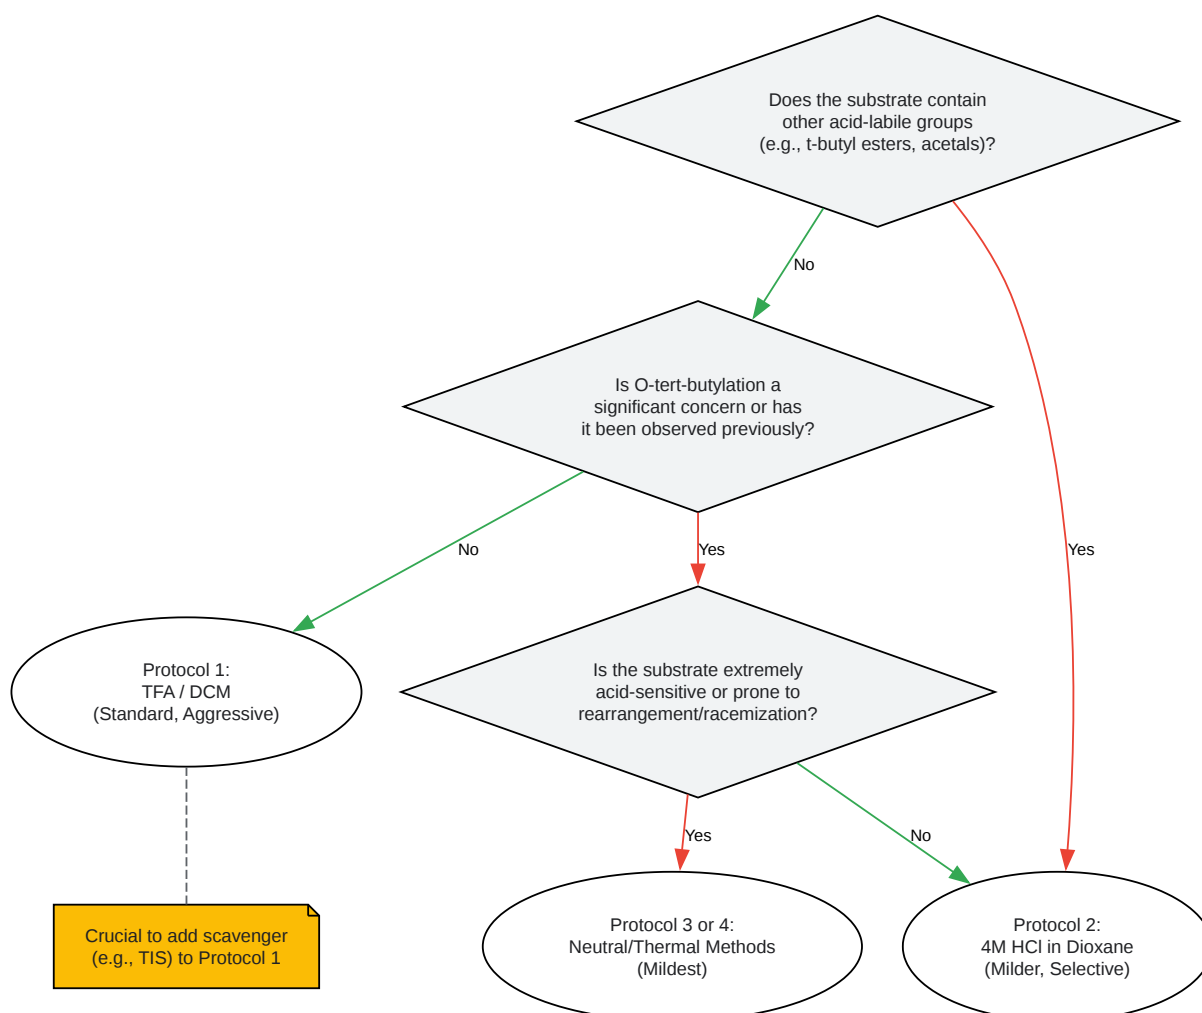 Does the substrate contain
other acid-labile groups
(e.g., t-butyl esters, acetals)?
No
Is O-tert-butylation a
significant concern or has
it been observed previously?
No
Yes
Yes
Protocol 1:
TFA / DCM
(Standard, Aggressive)
Is the substrate extremely
acid-sensitive or prone to
rearrangement/racemization?
Yes
No
Crucial to add scavenger
(e.g., TIS) to Protocol 1
Protocol 3 or 4:
Neutral/Thermal Methods
(Mildest)
Protocol 2:
4M HCl in Dioxane
(Milder, Selective)